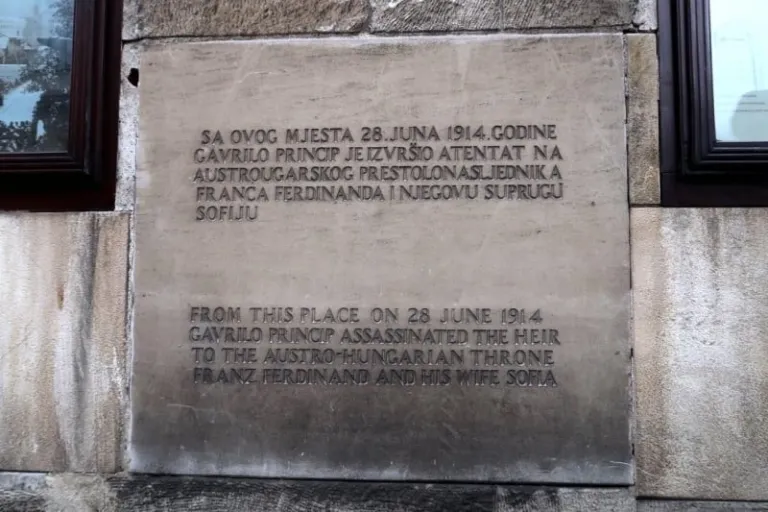 SA OVOG MJESTA 28. JUNA 1914. GODINE
GAVRILO PRINCIP JE IZVRŠIO ATENTAT NA
AUSTROUGARSKOG PRESTOLONASLJEDNIKA
FRANCA FERDINANDA I NJEGOVU SUPRUGU
SOFIJU
FROM THIS PLACE ON 28 JUNE 1914
GAVRILO PRINCIP ASSASSINATED THE HEIR
TO THE AUSTRO-HUNGARIAN THRONE
FRANZ FERDINAND AND HIS WIFE SOFIA